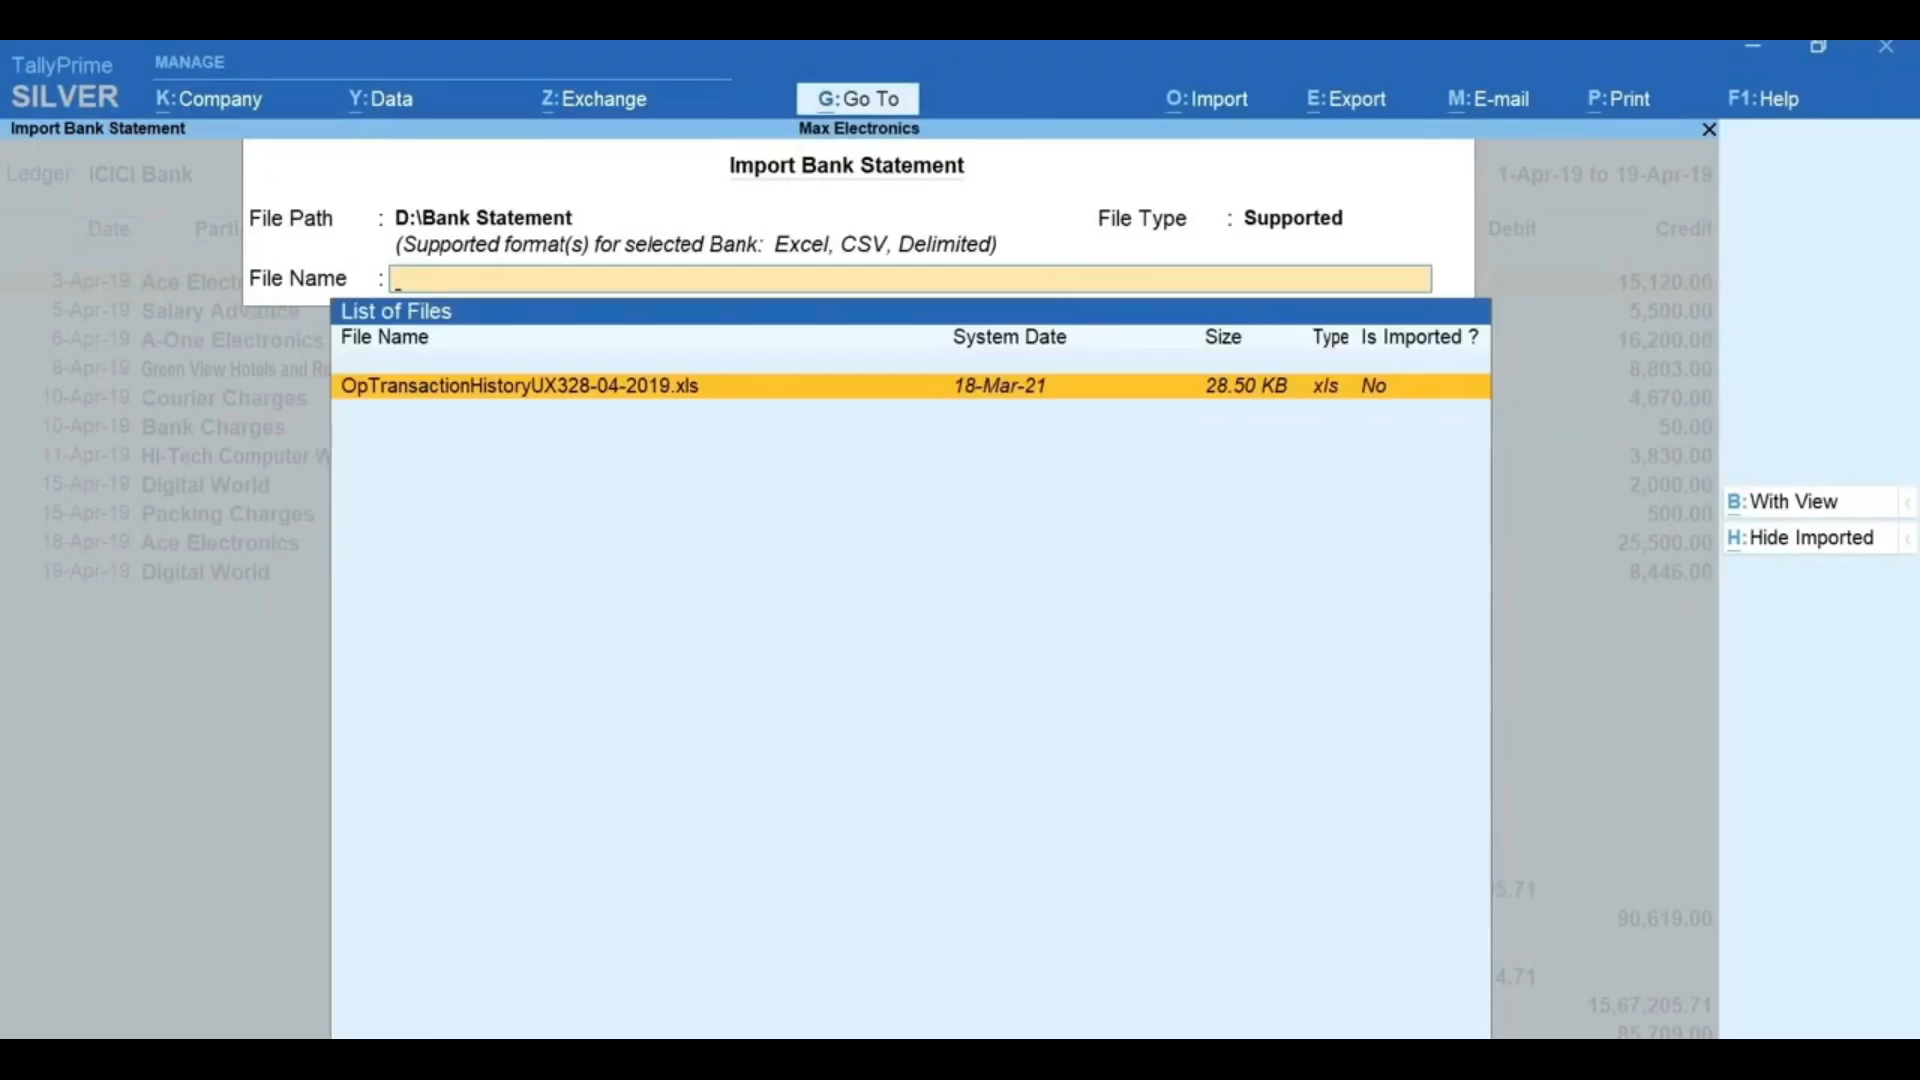 TallyPrime
MANAGE
SILVER
K:Company Y:Data Z:Exchange G:Go To O:Import E:Export M:E-mail P:Print F1:Help
Import Bank Statement Max Electronics
Import Bank Statement
Ledger: ICICI Bank 1-Apr-19 to 19-Apr-19
File Path : D:\Bank Statement File Type : Supported
Date Debit Credit
(Supported format(s) for selected Bank: Excel, CSV, Delimited)
File Name :
3-Apr-19 Ace 15,120.00
5-Apr-19 Salary Advance 5,500.00
List of Files
File Name System Date Size Type Is Imported ?
6-Apr-19 A-One Electronics 16,200.00
8-Apr-19 Green View Hotels and 8,803.00
OpTransactionHistoryUX328-04-2019.xls 18-Mar-21 28.50 KB xls No
10-Apr-19 Courier Charges 4,670.00
10-Apr-19 Bank Charges 50.00
11-Apr-19 HI-Tech Computer 3,830.00
15-Apr-19 Digital World 2,000.00
B:With View
15-Apr-19 Packing Charges 500.00
H:Hide Imported
18-Apr-19 Ace Electronics 25,500.00
19-Apr-19 Digital World 8,446.00
5.71
90,619.00
4.71
15,67,205.71
85,709.00